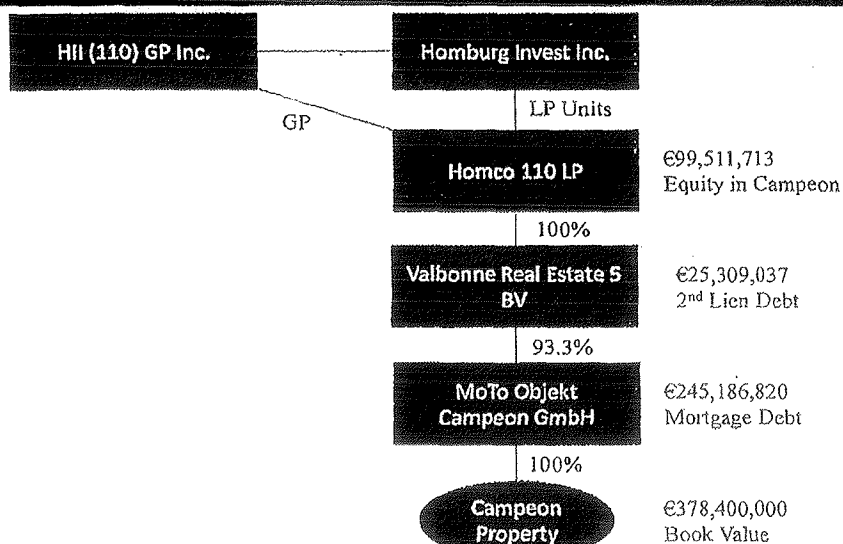 HII (110) GP Inc.
Homburg Invest Inc.
LP Units
GP
Homco 110 LP
€99,511,713
Equity in Campeon
100%
Valbonne Real Estate 5
BV
€25,309,037
2nd Lien Debt
93.3%
MoTo Objekt
Campeon GmbH
€245,186,820
Mortgage Debt
100%
Campeon
Property
€378,400,000
Book Value